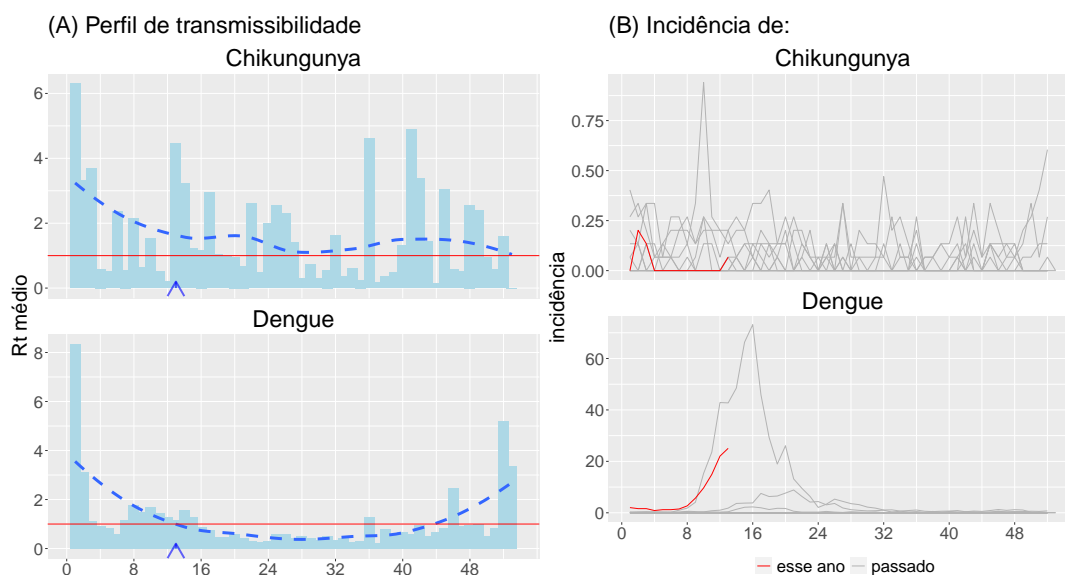 (A) Perfil de transmissibilidade
Chikungunya
6
4
2
0
Dengue
8
6
4
2
0
0 8 16 24 32 40 48
Rt médio
(B) Incidência de:
Chikungunya
0.75
0.50
0.25
0.00
Dengue
60
40
20
0
0 8 16 24 32 40 48
incidência
esse ano passado